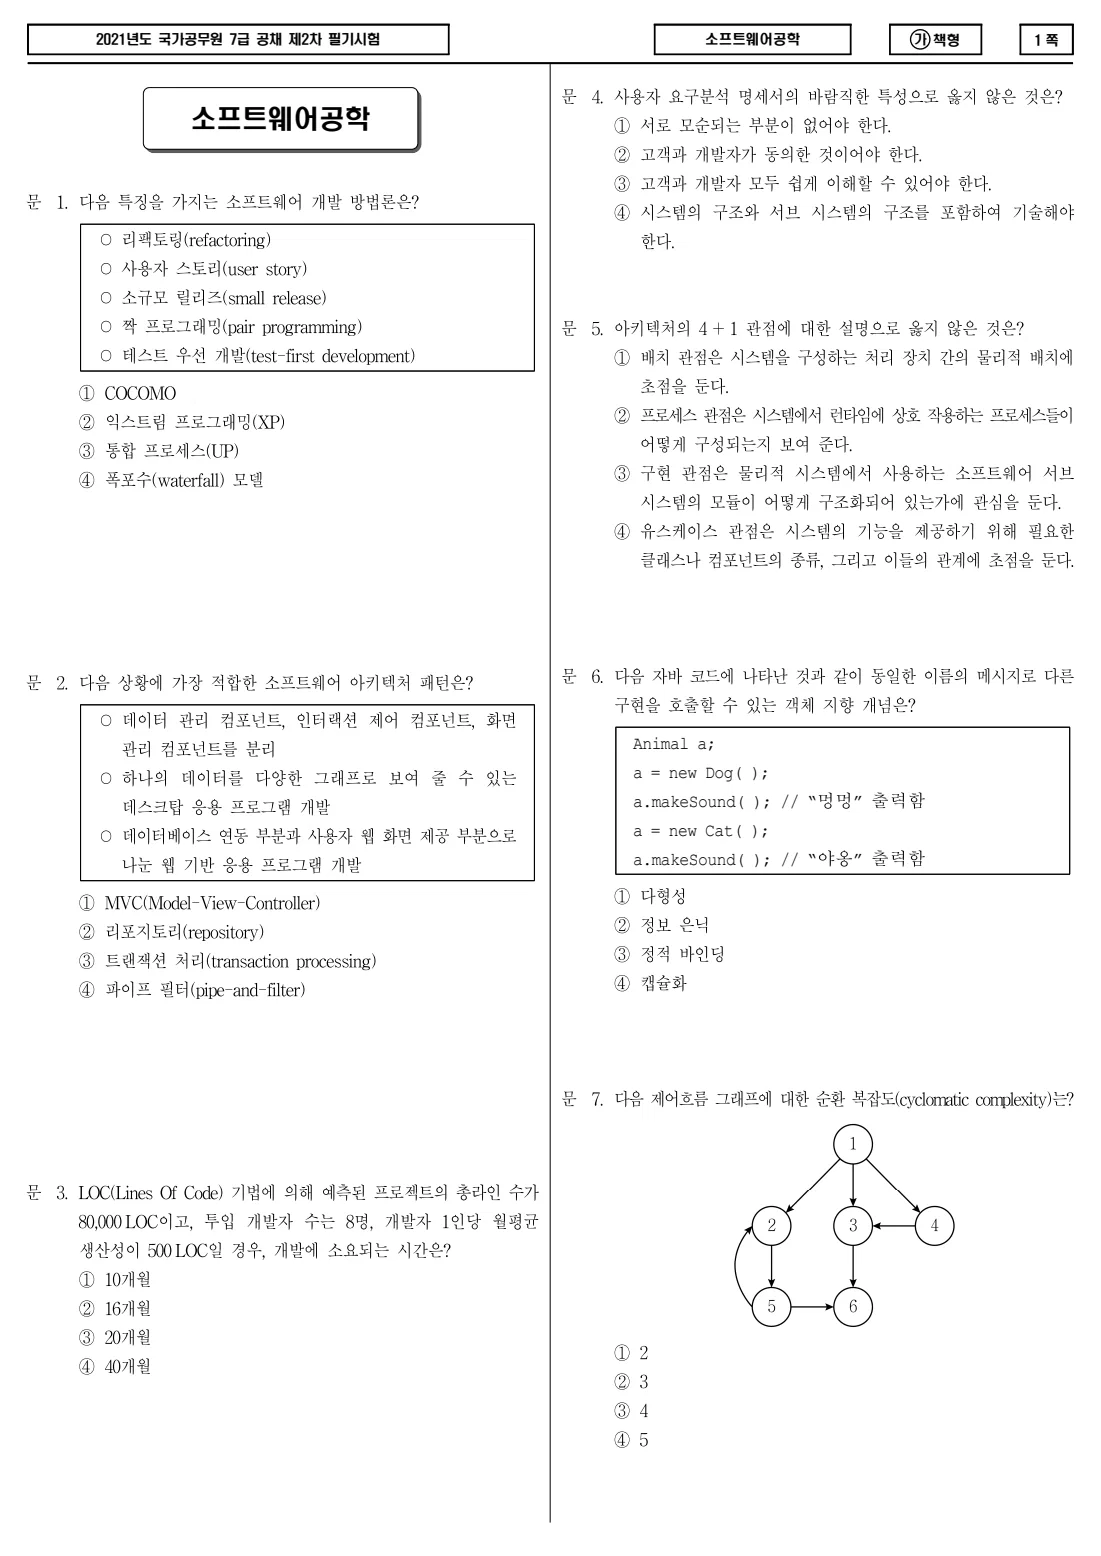 2021년도 국가공무원 7급 공채 제2차 필기시험
소프트웨어공학
㉮ 책형
1 쪽
소프트웨어공학
문 1. 다음 특징을 가지는 소프트웨어 개발 방법론은?
○ 리팩토링(refactoring)
○ 사용자 스토리(user story)
○ 소규모 릴리즈(small release)
○ 짝 프로그래밍(pair programming)
○ 테스트 우선 개발(test-first development)
① COCOMO
② 익스트림 프로그래밍(XP)
③ 통합 프로세스(UP)
④ 폭포수(waterfall) 모델
문 2. 다음 상황에 가장 적합한 소프트웨어 아키텍처 패턴은?
○ 데이터 관리 컴포넌트, 인터랙션 제어 컴포넌트, 화면
관리 컴포넌트를 분리
○ 하나의 데이터를 다양한 그래프로 보여 줄 수 있는
데스크탑 응용 프로그램 개발
○ 데이터베이스 연동 부분과 사용자 웹 화면 제공 부분으로
나눈 웹 기반 응용 프로그램 개발
① MVC(Model-View-Controller)
② 리포지토리(repository)
③ 트랜잭션 처리(transaction processing)
④ 파이프 필터(pipe-and-filter)
문 3. LOC(Lines Of Code) 기법에 의해 예측된 프로젝트의 총라인 수가
80,000 LOC이고, 투입 개발자 수는 8명, 개발자 1인당 월평균
생산성이 500 LOC일 경우, 개발에 소요되는 시간은?
① 10개월
② 16개월
③ 20개월
④ 40개월
문 4. 사용자 요구분석 명세서의 바람직한 특성으로 옳지 않은 것은?
① 서로 모순되는 부분이 없어야 한다.
② 고객과 개발자가 동의한 것이어야 한다.
③ 고객과 개발자 모두 쉽게 이해할 수 있어야 한다.
④ 시스템의 구조와 서브 시스템의 구조를 포함하여 기술해야
한다.
문 5. 아키텍처의 4 + 1 관점에 대한 설명으로 옳지 않은 것은?
① 배치 관점은 시스템을 구성하는 처리 장치 간의 물리적 배치에
초점을 둔다.
② 프로세스 관점은 시스템에서 런타임에 상호 작용하는 프로세스들이
어떻게 구성되는지 보여 준다.
③ 구현 관점은 물리적 시스템에서 사용하는 소프트웨어 서브
시스템의 모듈이 어떻게 구조화되어 있는가에 관심을 둔다.
④ 유스케이스 관점은 시스템의 기능을 제공하기 위해 필요한
클래스나 컴포넌트의 종류, 그리고 이들의 관계에 초점을 둔다.
문 6. 다음 자바 코드에 나타난 것과 같이 동일한 이름의 메시지로 다른
구현을 호출할 수 있는 객체 지향 개념은?
Animal a;
a = new Dog( );
a.makeSound( ); // “멍멍” 출력함
a = new Cat( );
a.makeSound( ); // “야옹” 출력함
① 다형성
② 정보 은닉
③ 정적 바인딩
④ 캡슐화
문 7. 다음 제어흐름 그래프에 대한 순환 복잡도(cyclomatic complexity)는?
1
2 3 4
5 6
① 2
② 3
③ 4
④ 5